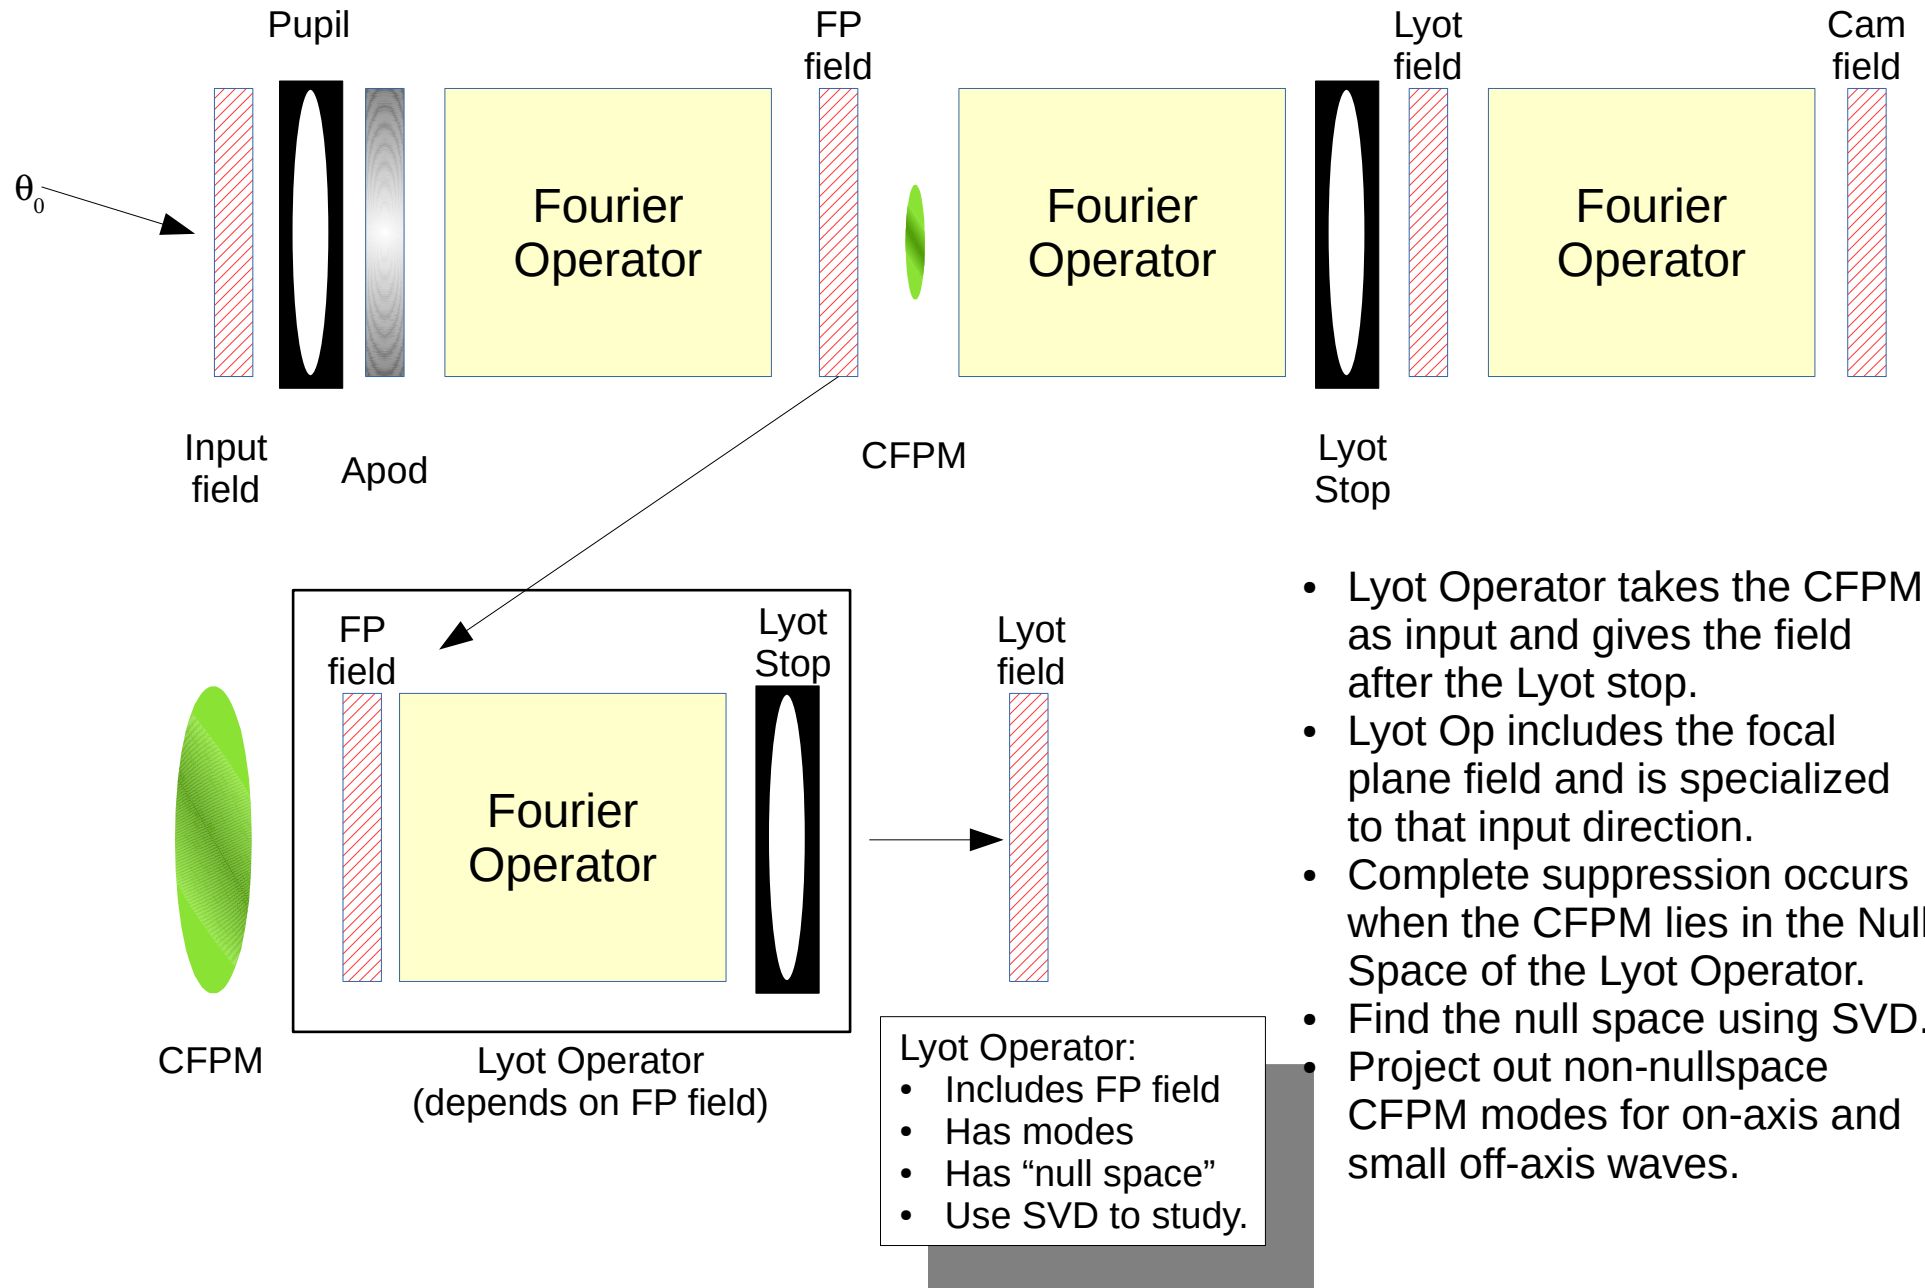 Pupil
FP
field
Lyot
field
Cam
field
θ0
Fourier
Operator
Fourier
Operator
Fourier
Operator
Input
field
Apod
CFPM
Lyot
Stop
FP
field
Lyot
Stop
Lyot
field
Fourier
Operator
CFPM
Lyot Operator
(depends on FP field)
Lyot Operator:
• Includes FP field
• Has modes
• Has “null space”
• Use SVD to study.
• Lyot Operator takes the CFPM
as input and gives the field
after the Lyot stop.
• Lyot Op includes the focal
plane field and is specialized
to that input direction.
• Complete suppression occurs
when the CFPM lies in the Null
Space of the Lyot Operator.
• Find the null space using SVD.
• Project out non-nullspace
CFPM modes for on-axis and
small off-axis waves.